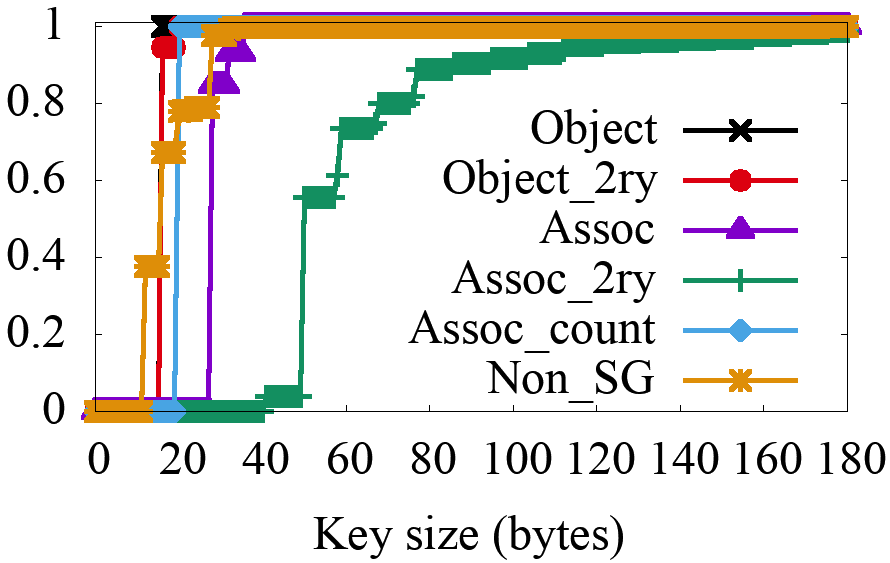 1
0.8
0.6
0.4
0.2
0
Object
Object_2ry
Assoc
Assoc_2ry
Assoc_count
Non_SG
0 20 40 60 80 100 120 140 160 180
Key size (bytes)